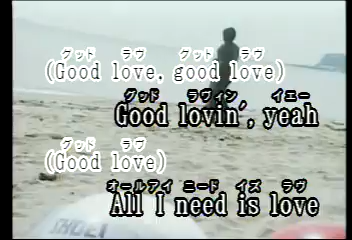 グッド ラヴ グッド ラヴ
(Good love, good love)
グッド ラヴィン イエー
Good lovin', yeah
グッド ラヴ
(Good love)
オールアイ ニード イズ ラヴ
All I need is love
SHOEI